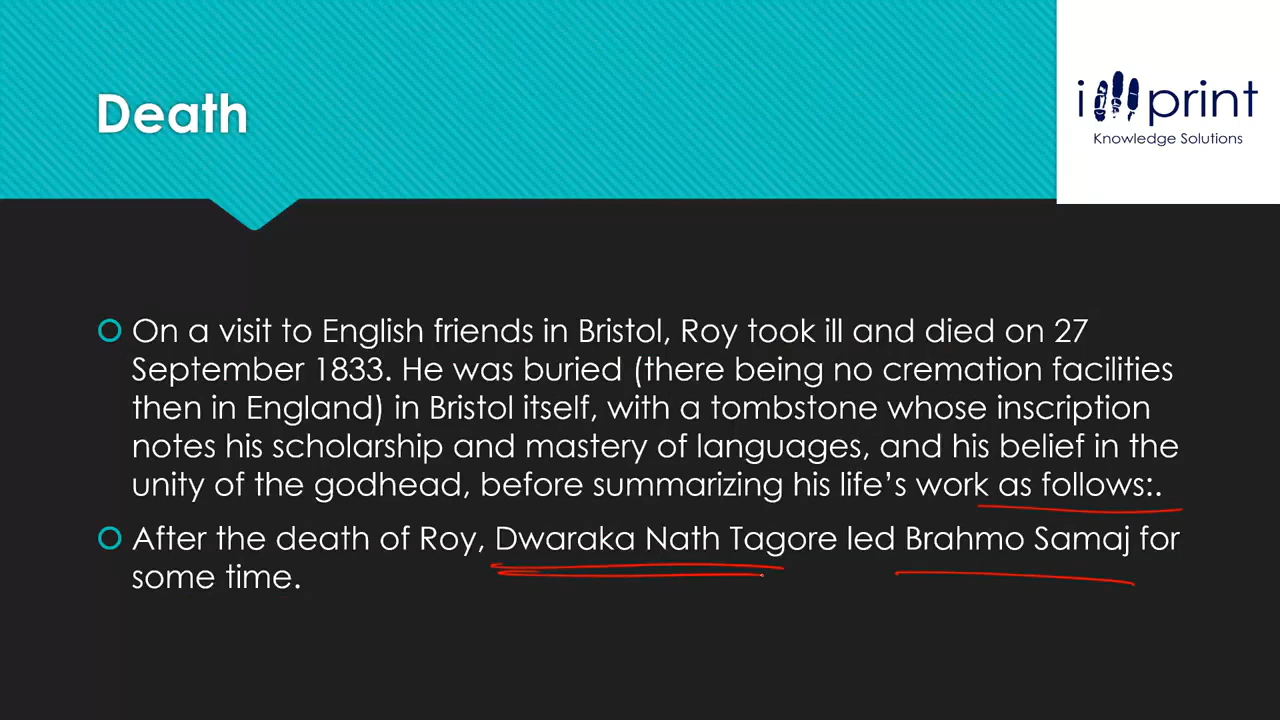 Death
i print
Knowledge Solutions
On a visit to English friends in Bristol, Roy took ill and died on 27
September 1833. He was buried (there being no cremation facilities
then in England) in Bristol itself, with a tombstone whose inscription
notes his scholarship and mastery of languages, and his belief in the
unity of the godhead, before summarizing his life's work as follows:.
After the death of Roy, Dwaraka Nath Tagore led Brahmo Samaj for
some time.